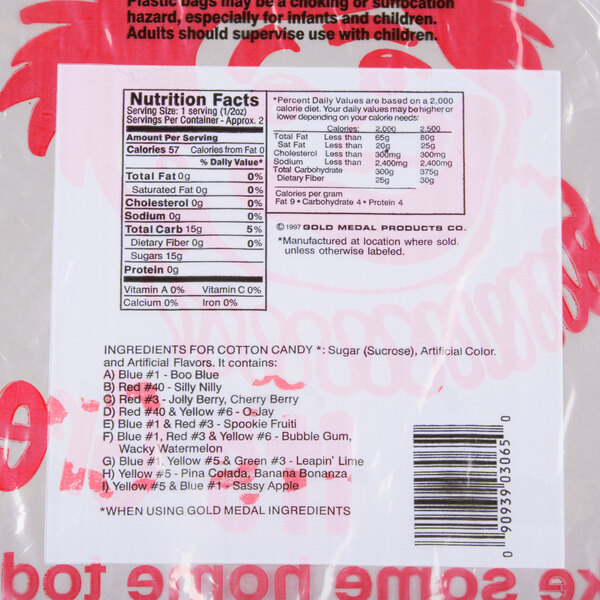 Plastic bags may be a choking or suffocation
hazard, especially for infants and children.
Adults should supervise use with children.
Nutrition Facts
Serving Size: 1 serving (1/2oz)
Servings Per Container - Approx. 2
Amount Per Serving
Calories 57 Calories from Fat 0
% Daily Value*
Total Fat 0g 0%
Saturated Fat 0g 0%
Cholesterol 0g 0%
Sodium 0g 0%
Total Carb 15g 5%
Dietary Fiber 0g 0%
Sugars 15g
Protein 0g
Vitamin A 0% Vitamin C 0%
Calcium 0% Iron 0%
*Percent Daily Values are based on a 2,000
calorie diet. Your daily values may be higher or
lower depending on your calorie needs:
Calories: 2,000 2,500
Total Fat Less than 65g 80g
Sat Fat Less than 20g 25g
Cholesterol Less than 300mg 300mg
Sodium Less than 2,400mg 2,400mg
Total Carbohydrate 300g 375g
Dietary Fiber 25g 30g
Calories per gram
Fat 9 • Carbohydrate 4 • Protein 4
© 1997 GOLD MEDAL PRODUCTS CO.
*Manufactured at location where sold.
unless otherwise labeled.
INGREDIENTS FOR COTTON CANDY *: Sugar (Sucrose), Artificial Color.
and Artificial Flavors. It contains:
A) Blue #1 - Boo Blue
B) Red #40 - Silly Nilly
C) Red #3 - Jolly Berry, Cherry Berry
D) Red #40 & Yellow #6 - O-Jay
E) Blue #1 & Red #3 - Spookie Fruiti
F) Blue #1, Red #3 & Yellow #6 - Bubble Gum,
Wacky Watermelon
G) Blue #1, Yellow #5 & Green #3 - Leapin' Lime
H) Yellow #5 - Pina Colada, Banana Bonanza
I) Yellow #5 & Blue #1 - Sassy Apple
*WHEN USING GOLD MEDAL INGREDIENTS
0 90939 03065 0
ke some home tod